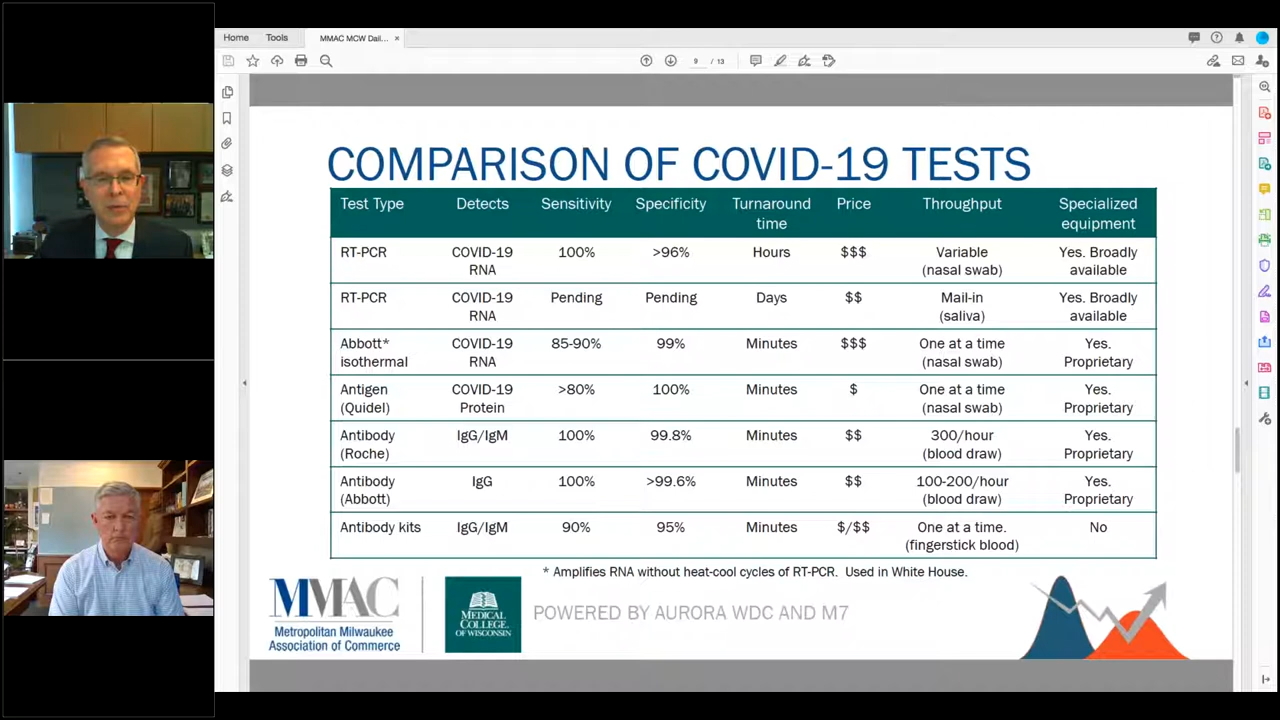 Home Tools MMAC MCW Dail... ×
9 / 13
COMPARISON OF COVID-19 TESTS
Test Type Detects Sensitivity Specificity Turnaround time Price Throughput Specialized equipment
RT-PCR COVID-19 RNA 100% >96% Hours $$$ Variable (nasal swab) Yes. Broadly available
RT-PCR COVID-19 RNA Pending Pending Days $$ Mail-in (saliva) Yes. Broadly available
Abbott* isothermal COVID-19 RNA 85-90% 99% Minutes $$$ One at a time (nasal swab) Yes. Proprietary
Antigen (Quidel) COVID-19 Protein >80% 100% Minutes $ One at a time (nasal swab) Yes. Proprietary
Antibody (Roche) IgG/IgM 100% 99.8% Minutes $$ 300/hour (blood draw) Yes. Proprietary
Antibody (Abbott) IgG 100% >99.6% Minutes $$ 100-200/hour (blood draw) Yes. Proprietary
Antibody kits IgG/IgM 90% 95% Minutes $/$$ One at a time. (fingerstick blood) No
* Amplifies RNA without heat-cool cycles of RT-PCR. Used in White House.
MMAC
Metropolitan Milwaukee
Association of Commerce
MEDICAL
COLLEGE
OF WISCONSIN
POWERED BY AURORA WDC AND M7